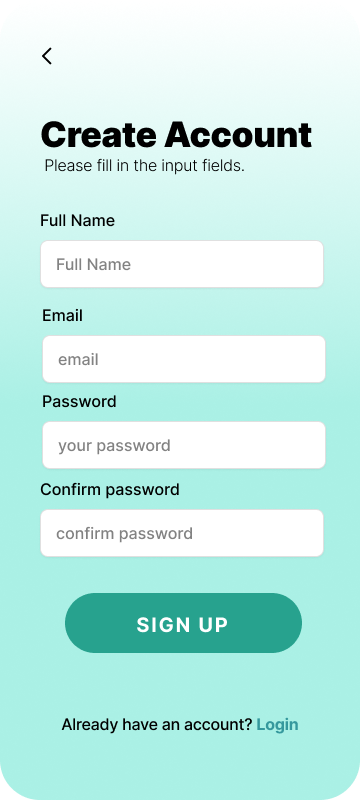 Create Account
Please fill in the input fields.
Full Name
Full Name
Email
email
Password
your password
Confirm password
confirm password
SIGN UP
Already have an account? Login